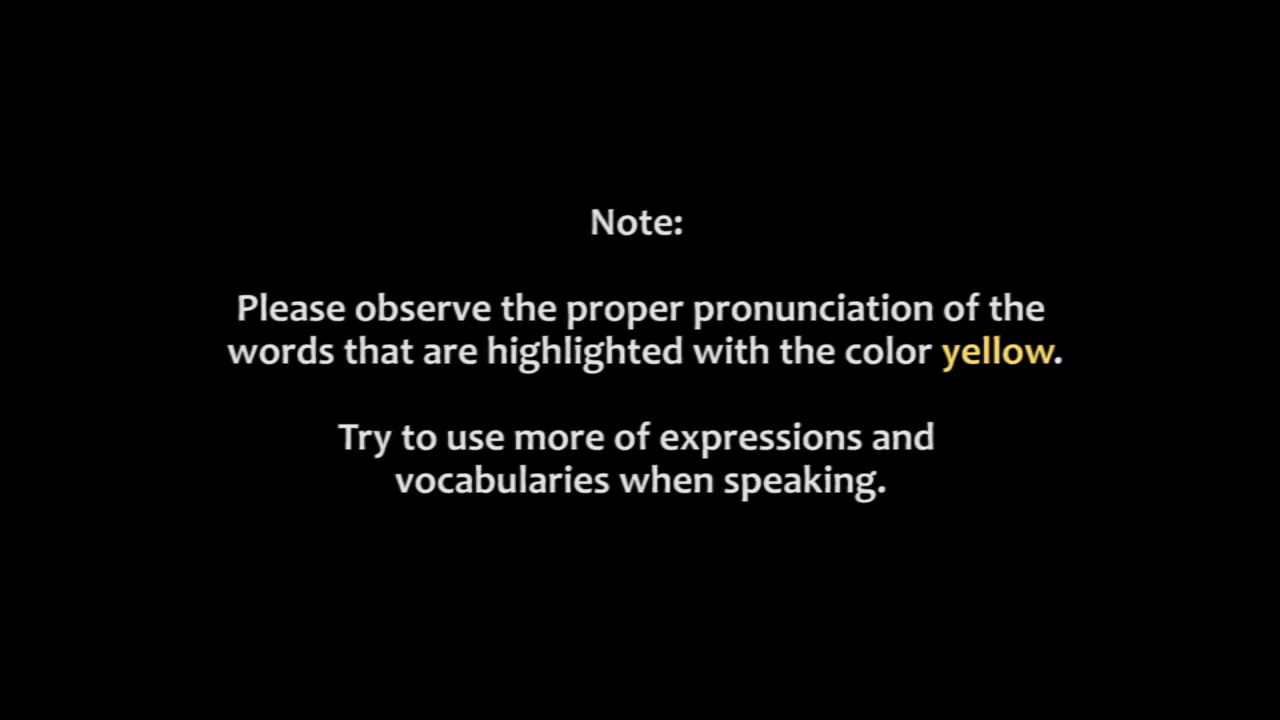 Note:
Please observe the proper pronunciation of the
words that are highlighted with the color yellow.
Try to use more of expressions and
vocabularies when speaking.